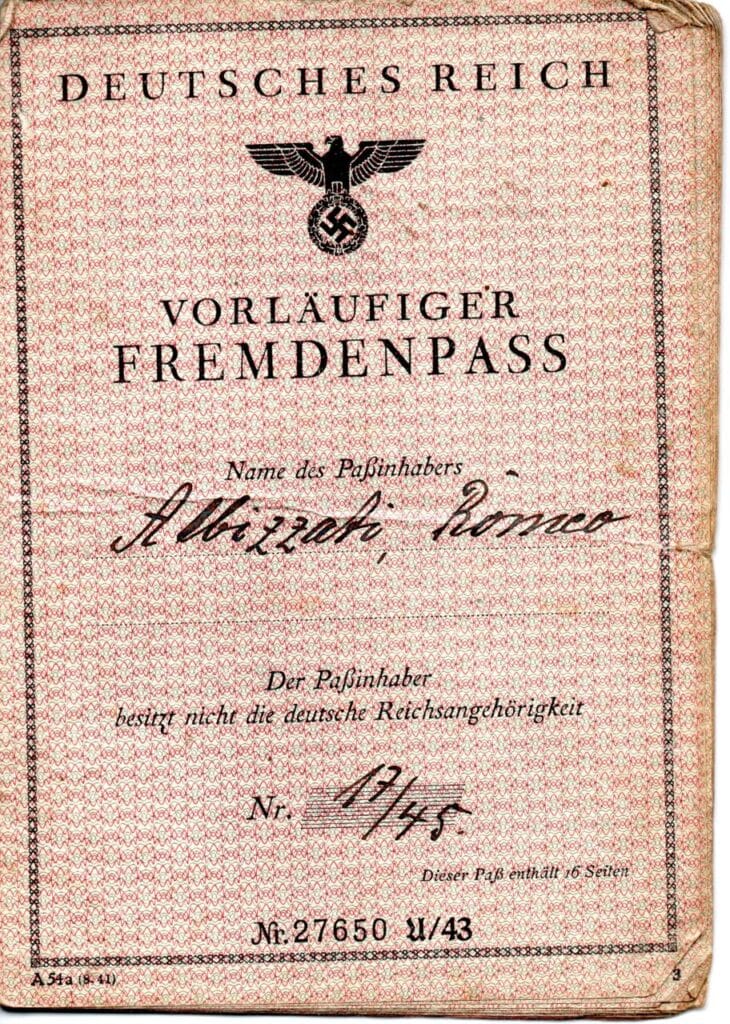 DEUTSCHES REICH
VORLÄUFIGER
FREMDENPASS
Name des Paßinhabers
Albizzati, Romeo
Der Paßinhaber
besitzt nicht die deutsche Reichsangehörigkeit
Nr. 17/45.
Dieser Paß enthält 16 Seiten
Nr. 27650 U/43
A 54a (8. 41)
3